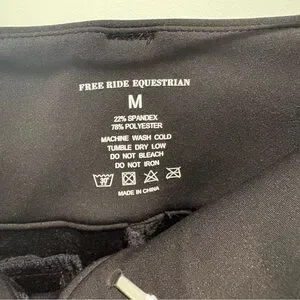 FREE RIDE EQUESTRIAN
M
22% SPANDEX
78% POLYESTER
MACHINE WASH COLD
TUMBLE DRY LOW
DO NOT BLEACH
DO NOT IRON
30°
MADE IN CHINA